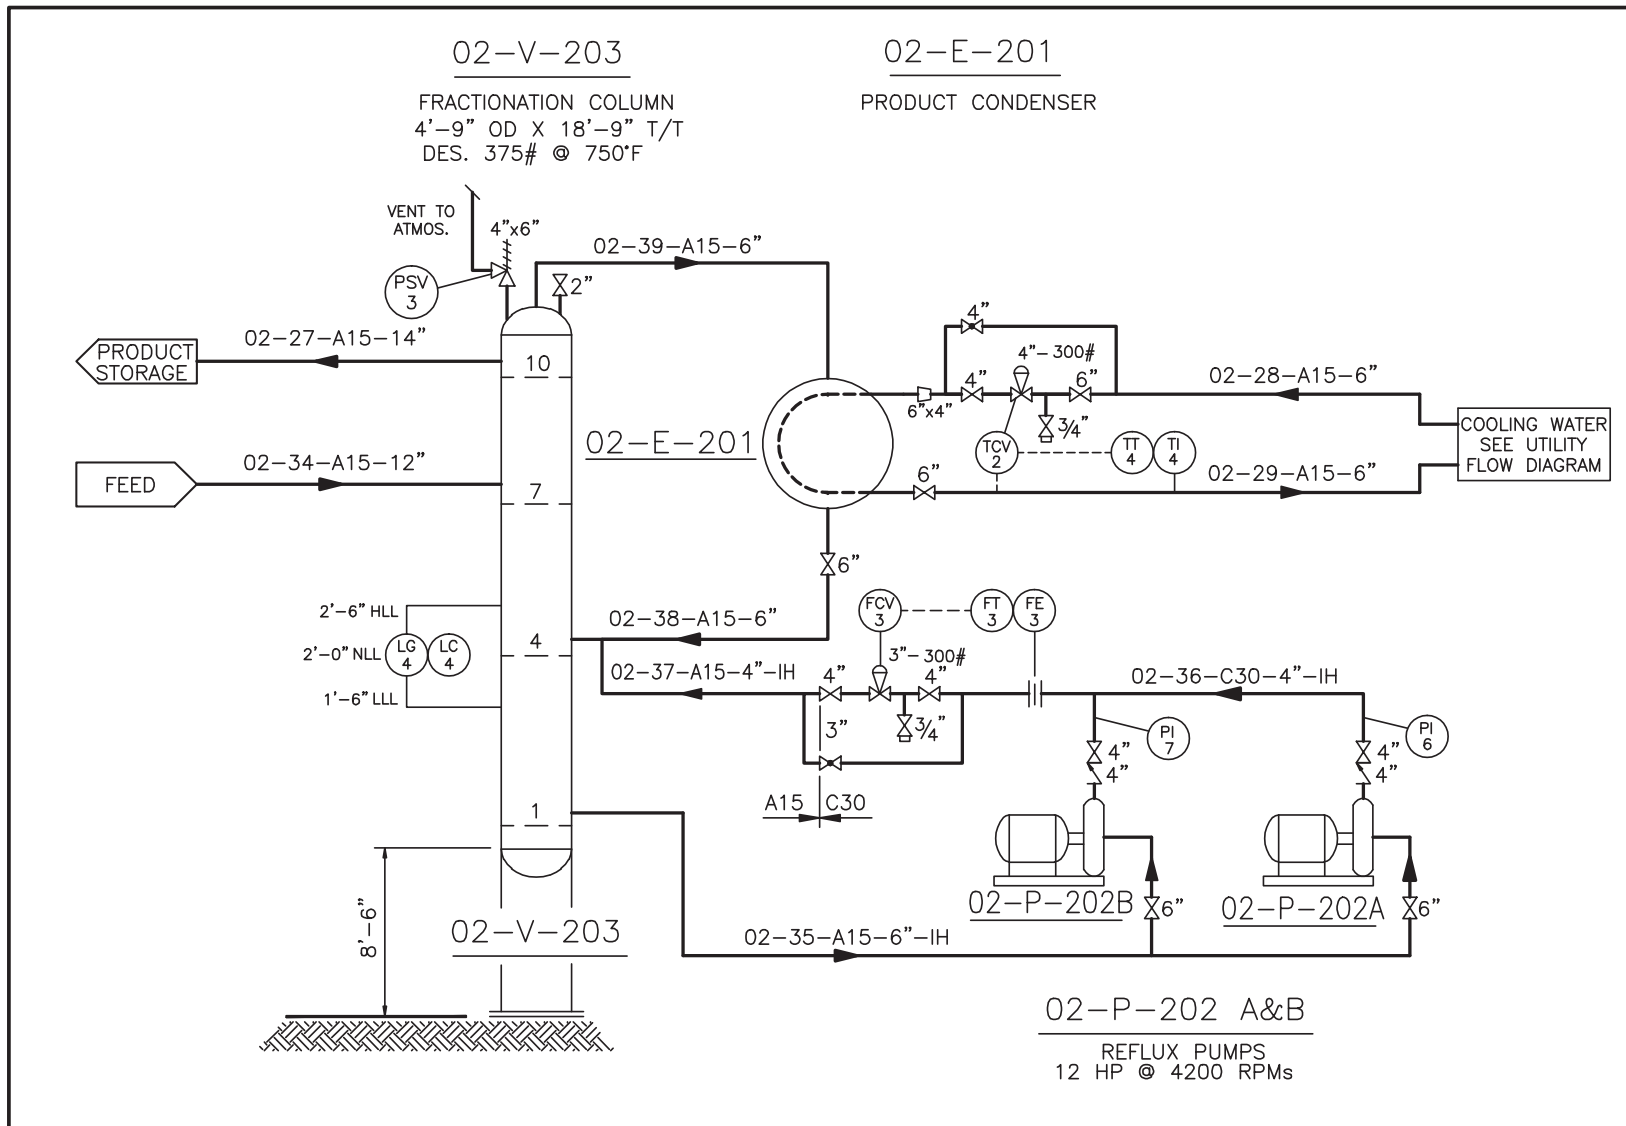 02-V-203
FRACTIONATION COLUMN
4'-9" OD X 18'-9" T/T
DES. 375# @ 750°F
02-E-201
PRODUCT CONDENSER
VENT TO
ATMOS.
4"x6"
PSV
3
2"
02-39-A15-6"
02-27-A15-14"
PRODUCT
STORAGE
10
02-34-A15-12"
FEED
7
02-E-201
4"
4"-300#
4"
6"
6"x4"
3/4"
02-28-A15-6"
COOLING WATER
SEE UTILITY
FLOW DIAGRAM
TCV
2
TT
4
TI
4
6"
02-29-A15-6"
6"
2'-6" HLL
2'-0" NLL
1'-6" LLL
LG
4
LC
4
4
02-38-A15-6"
02-37-A15-4"-IH
FCV
3
FT
3
FE
3
3"-300#
4"
4"
3"
3/4"
02-36-C30-4"-IH
PI
7
PI
6
4"
4"
4"
4"
A15
C30
1
02-P-202B
6"
02-P-202A
6"
8'-6"
02-V-203
02-35-A15-6"-IH
02-P-202 A&B
REFLUX PUMPS
12 HP @ 4200 RPMs